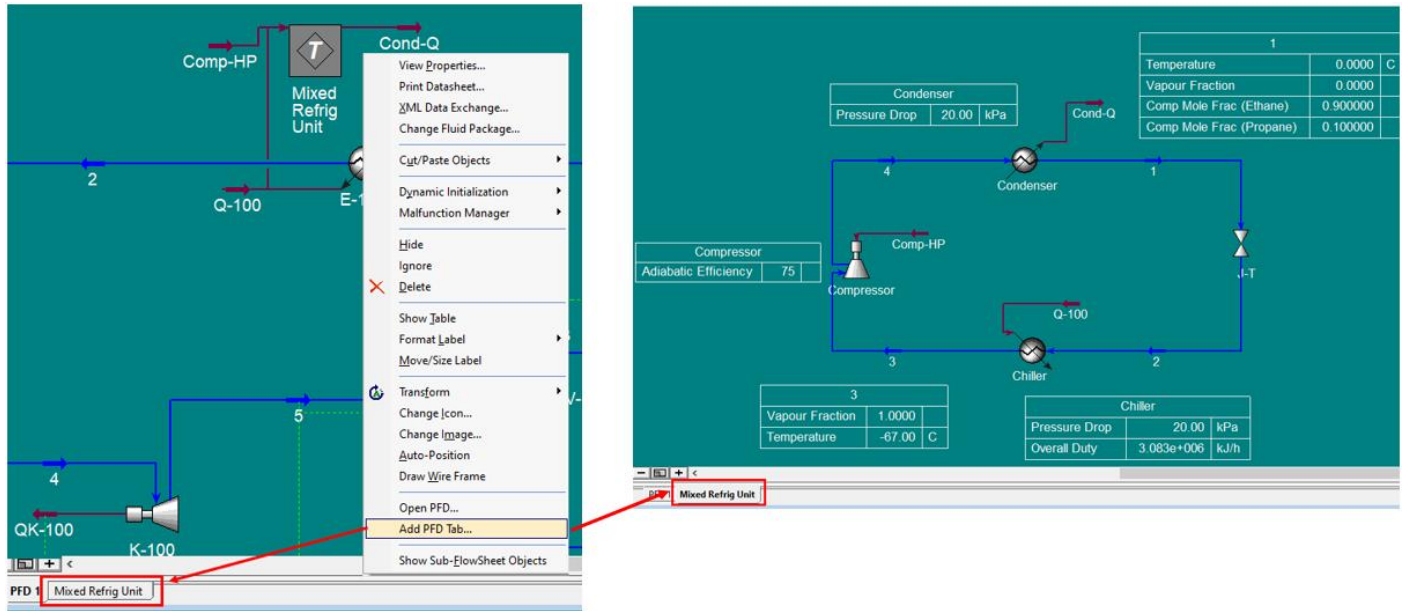 Comp-HP
Cond-Q
T
Mixed
Refrig
Unit
2
Q-100
E-1
5
V-
4
QK-100
K-100
View Properties...
Print Datasheet...
XML Data Exchange...
Change Fluid Package...
Cut/Paste Objects
Dynamic Initialization
Malfunction Manager
Hide
Ignore
Delete
Show Table
Format Label
Move/Size Label
Transform
Change Icon...
Change Image...
Auto-Position
Draw Wire Frame
Open PFD...
Add PFD Tab...
Show Sub-FlowSheet Objects
PFD 1 Mixed Refrig Unit
1
Temperature 0.0000 C
Vapour Fraction 0.0000
Comp Mole Frac (Ethane) 0.900000
Comp Mole Frac (Propane) 0.100000
Condenser
Pressure Drop 20.00 kPa
Cond-Q
4
Condenser
1
Compressor
Adiabatic Efficiency 75
Comp-HP
Compressor
J-T
Q-100
3
Chiller
2
3
Vapour Fraction 1.0000
Temperature -67.00 C
Chiller
Pressure Drop 20.00 kPa
Overall Duty 3.083e+006 kJ/h
Mixed Refrig Unit